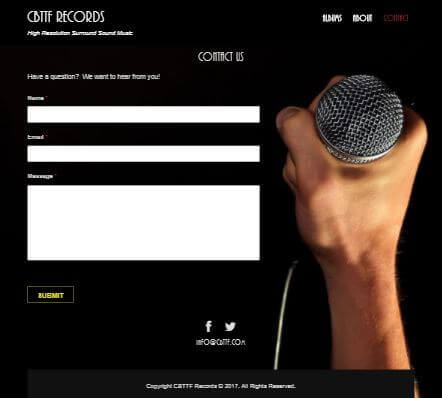 CBTTF RECORDS
ALBUMS ABOUT CONTACT
High Resolution Surround Sound Music
CONTACT US
Have a question? We want to hear from you!
Name *
Email *
Message *
SUBMIT
INFO@CBTTF.COM
Copyright CBTTF Records © 2017, All Rights Reserved.